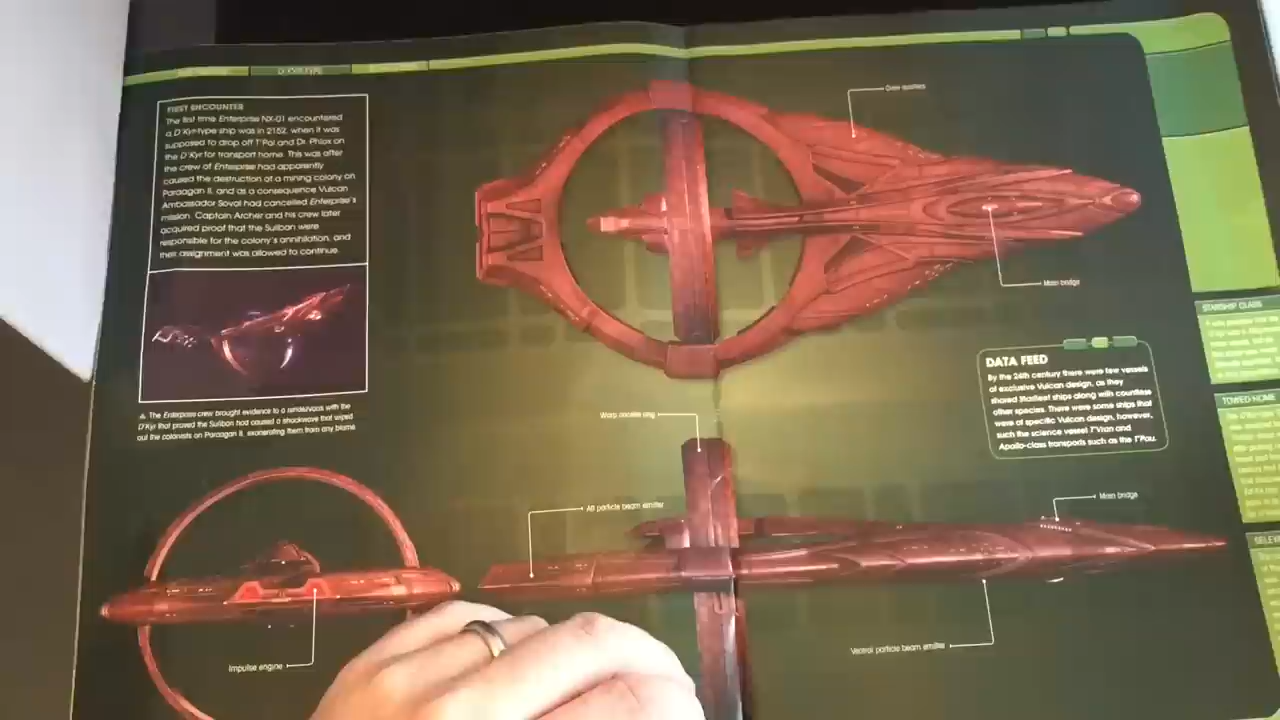 D'KYR TYPE
FIRST ENCOUNTER
The first time Enterprise NX-01 encountered
a D'Kyr-type ship was in 2152, when it was
supposed to drop off T'Pol and Dr. Phlox on
the D'Kyr for transport home. This was after
the crew of Enterprise had apparently
caused the destruction of a mining colony on
Paraagan II, and as a consequence Vulcan
Ambassador Soval had cancelled Enterprise's
mission. Captain Archer and his crew later
acquired proof that the Suliban were
responsible for the colony's annihilation, and
their assignment was allowed to continue.
The Enterprise crew brought evidence to a rendezvous with the
D'Kyr that proved the Suliban had caused a shockwave that wiped
out the colonists on Paraagan II, exonerating them from any blame
Crew quarters
Main bridge
DATA FEED
By the 24th century there were few vessels
of exclusive Vulcan design, as they
shared Starfleet ships along with countless
other species. There were some ships that
were of specific Vulcan design, however,
such the science vessel T'Vran and
Apollo-class transports such as the T'Pau.
Warp nacelle ring
Aft particle beam emitter
Main bridge
Impulse engine
Ventral particle beam emitter
STARSHIP CLASS
TOWED HOME